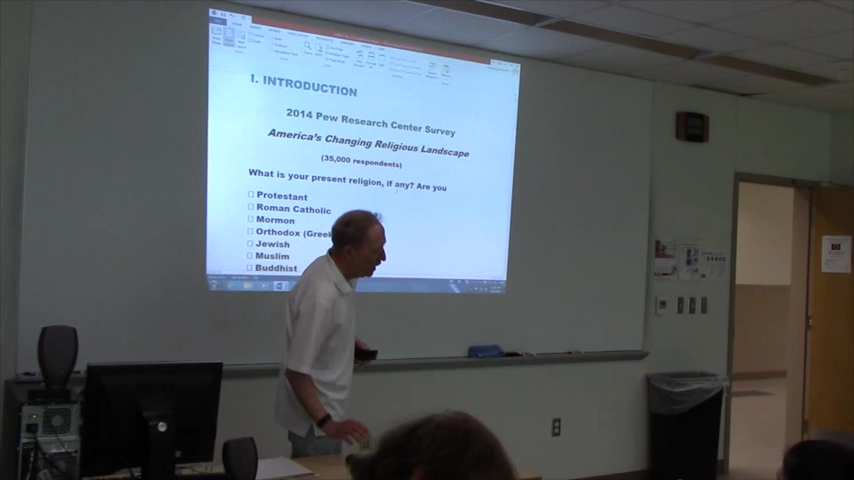 I. INTRODUCTION
2014 Pew Research Center Survey
America's Changing Religious Landscape
(35,000 respondents)
What is your present religion, if any? Are you
Protestant
Roman Catholic
Mormon
Orthodox (Greek
Jewish
Muslim
Buddhist